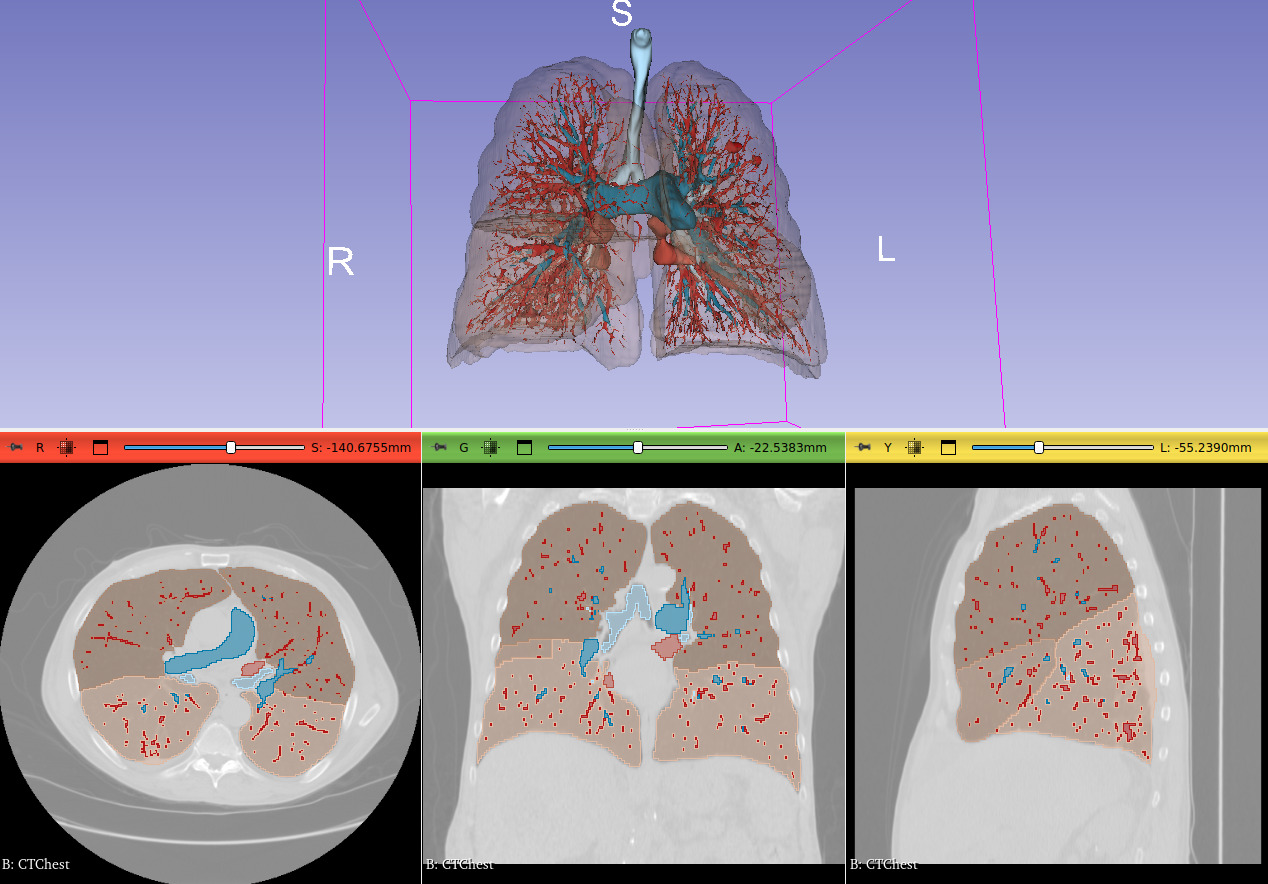 S
R
L
R S: -140.6755mm
G A: -22.5383mm
Y L: -55.2390mm
B: CTChest
B: CTChest
B: CTChest